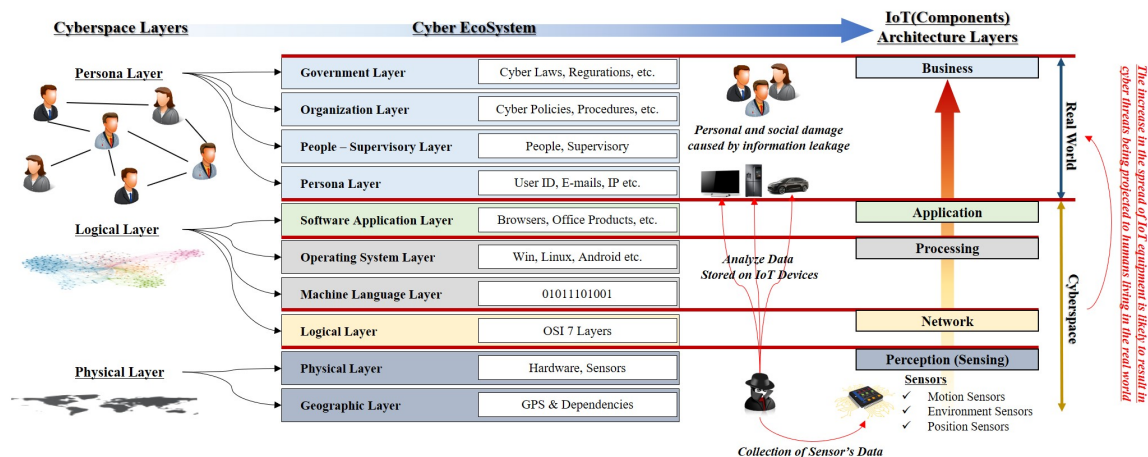 Cyberspace Layers
Cyber EcoSystem
IoT(Components)
Architecture Layers
Persona Layer
Logical Layer
Physical Layer
Government Layer
Cyber Laws, Regurations, etc.
Organization Layer
Cyber Policies, Procedures, etc.
People – Supervisory Layer
People, Supervisory
Persona Layer
User ID, E-mails, IP etc.
Software Application Layer
Browsers, Office Products, etc.
Operating System Layer
Win, Linux, Android etc.
Machine Language Layer
01011101001
Logical Layer
OSI 7 Layers
Physical Layer
Hardware, Sensors
Geographic Layer
GPS & Dependencies
Personal and social damage
caused by information leakage
Analyze Data
Stored on IoT Devices
Collection of Sensor's Data
Business
Application
Processing
Network
Perception (Sensing)
Sensors
✓ Motion Sensors
✓ Environment Sensors
✓ Position Sensors
Real World
Cyberspace
The increase in the spread of IoT equipment is likely to result in
cyber threats being projected to humans living in the real world